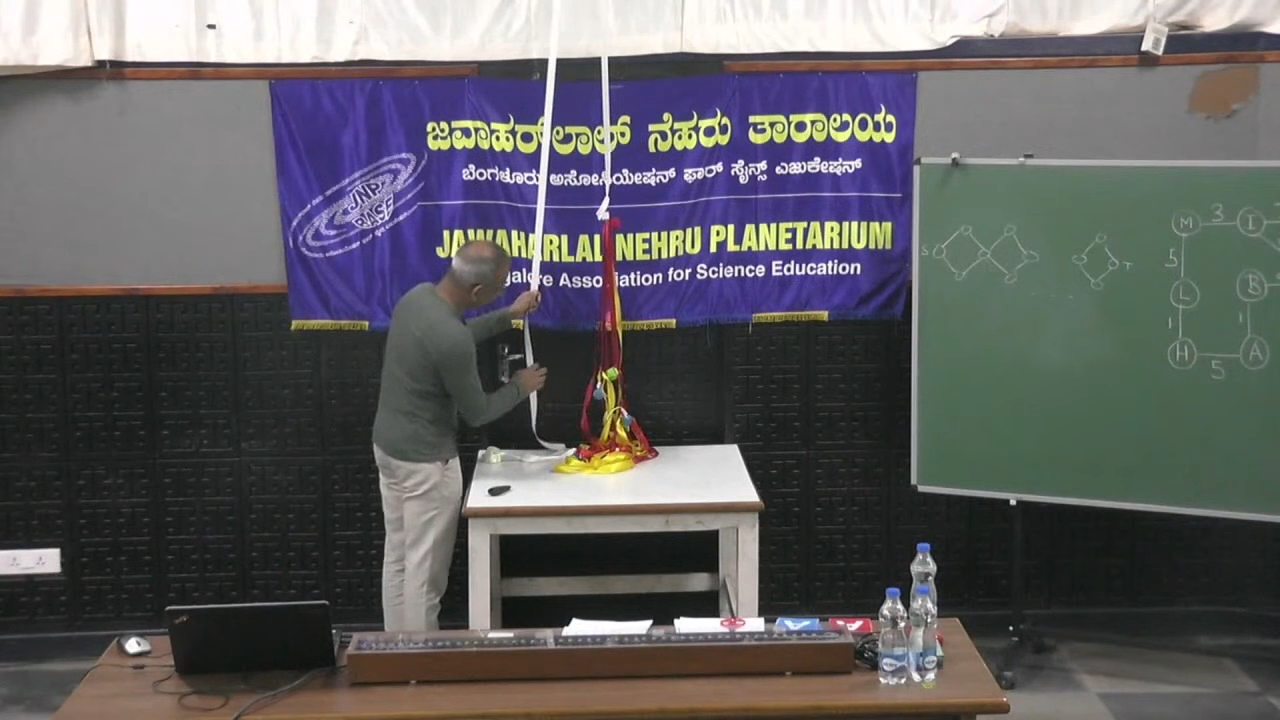 ಜವಾಹರ್‌ಲಾಲ್ ನೆಹರು ತಾರಾಲಯ
ಬೆಂಗಳೂರು ಅಸೋಸಿಯೇಷನ್ ಫಾರ್ ಸೈನ್ಸ್ ಎಜುಕೇಷನ್
JNP
BASE
JAWAHARLAL NEHRU PLANETARIUM
Association for Science Education
M 3 I
S
T
5
L B
1 1
H 5 A